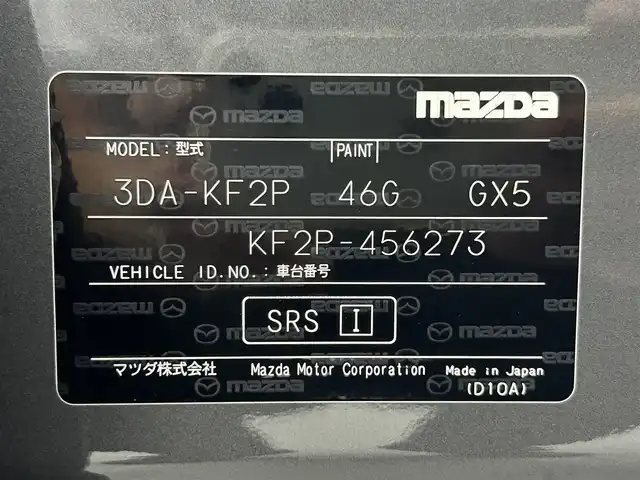 mazda
MODEL: 型式 PAINT
3DA-KF2P 46G GX5
KF2P-456273
VEHICLE ID.NO.: 車台番号
SRS I
マツダ株式会社 Mazda Motor Corporation Made in Japan
(D10A)